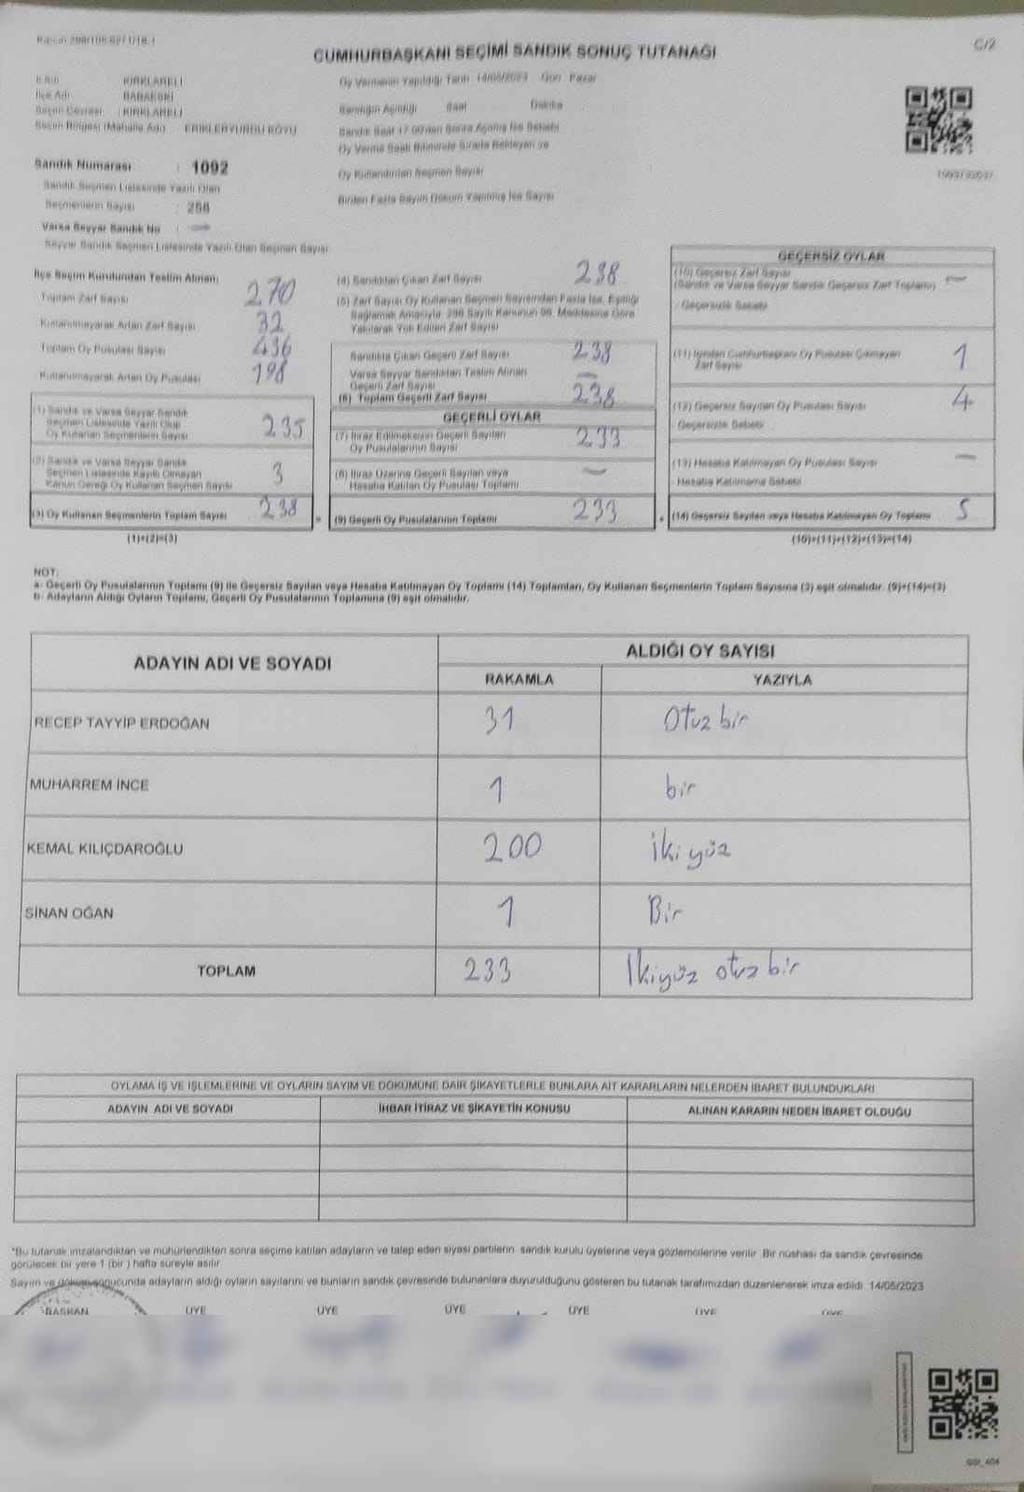 C/2
CUMHURBAŞKANI SEÇİMİ SANDIK SONUÇ TUTANAĞI
İl Adı KIRKLARELİ
İlçe Adı BABAESKİ
Seçim Çevresi KIRKLARELİ
Seçim Bölgesi (Mahalle Adı) ERİKLERYURDU KÖYÜ
Sandık Numarası : 1092
Sandık Seçmen Listesinde Yazılı Olan
Seçmenlerin Sayısı : 258
Varsa Seyyar Sandık No : —
Seyyar Sandık Seçmen Listesinde Yazılı Olan Seçmen Sayısı
Oy Vermenin Yapıldığı Tarih 14/05/2023 Gün Pazar
Sandığın Açıldığı Saat Dakika
Sandık Saat 17.00'den Sonra Açılmış İse Sebebi
Oy Verme Saati Bitiminde Sırada Bekleyen ve
Oy Kullandırılan Seçmen Sayısı
Birden Fazla Sayım Döküm Yapılmış İse Sayısı
İlçe Seçim Kurulundan Teslim Alınan;
Toplam Zarf Sayısı 270
Kullanılmayarak Artan Zarf Sayısı 32
Toplam Oy Pusulası Sayısı 436
Kullanılmayarak Artan Oy Pusulası 198
(1) Sandık ve Varsa Seyyar Sandık
Seçmen Listesinde Yazılı Olup
Oy Kullanan Seçmenlerin Sayısı 235
(2) Sandık ve Varsa Seyyar Sandık
Seçmen Listesinde Kayıtlı Olmayan
Kanun Gereği Oy Kullanan Seçmen Sayısı 3
(3) Oy Kullanan Seçmenlerin Toplam Sayısı 238
(1)+(2)=(3)
(4) Sandıktan Çıkan Zarf Sayısı 238
(5) Zarf Sayısı Oy Kullanan Seçmen Sayısından Fazla İse, Eşitliği
Sağlamak Amacıyla, 298 Sayılı Kanunun 98. Maddesine Göre
Yakılarak Yok Edilen Zarf Sayısı
Sandıkta Çıkan Geçerli Zarf Sayısı 238
Varsa Seyyar Sandıktan Teslim Alınan
Geçerli Zarf Sayısı —
(6) Toplam Geçerli Zarf Sayısı 238
GEÇERLİ OYLAR
(7) İtiraz Edilmeksizin Geçerli Sayılan
Oy Pusulalarının Sayısı 233
(8) İtiraz Üzerine Geçerli Sayılan veya
Hesaba Katılan Oy Pusulası Toplamı —
(9) Geçerli Oy Pusulalarının Toplamı 233
GEÇERSİZ OYLAR
(10) Geçersiz Zarf Sayısı
(Sandık ve Varsa Seyyar Sandık Geçersiz Zarf Toplamı) —
Geçersizlik Sebebi
(11) İçinden Cumhurbaşkanı Oy Pusulası Çıkmayan
Zarf Sayısı 1
(12) Geçersiz Sayılan Oy Pusulası Sayısı 4
Geçersizlik Sebebi
(13) Hesaba Katılmayan Oy Pusulası Sayısı —
Hesaba Katılmama Sebebi
(14) Geçersiz Sayılan veya Hesaba Katılmayan Oy Toplamı 5
(10)+(11)+(12)+(13)=(14)
NOT:
a- Geçerli Oy Pusulalarının Toplamı (9) ile Geçersiz Sayılan veya Hesaba Katılmayan Oy Toplamı (14) Toplamları, Oy Kullanan Seçmenlerin Toplam Sayısına (3) eşit olmalıdır. (9)+(14)=(3)
b- Adayların Aldığı Oyların Toplamı, Geçerli Oy Pusulalarının Toplamına (9) eşit olmalıdır.
ADAYIN ADI VE SOYADI
ALDIĞI OY SAYISI
RAKAMLA YAZIYLA
RECEP TAYYİP ERDOĞAN 31 Otuz bir
MUHARREM İNCE 1 bir
KEMAL KILIÇDAROĞLU 200 İki yüz
SİNAN OĞAN 1 Bir
TOPLAM 233 İkiyüz otuz bir
OYLAMA İŞ VE İŞLEMLERİNE VE OYLARIN SAYIM VE DÖKÜMÜNE DAİR ŞİKAYETLERLE BUNLARA AİT KARARLARIN NELERDEN İBARET BULUNDUKLARI
ADAYIN ADI VE SOYADI İHBAR İTİRAZ VE ŞİKAYETİN KONUSU ALINAN KARARIN NEDEN İBARET OLDUĞU
*Bu tutanak imzalandıktan ve mühürlendikten sonra seçime katılan adayların ve talep eden siyasi partilerin sandık kurulu üyelerine veya gözlemcilerine verilir. Bir nüshası da sandık çevresinde
görülecek bir yere 1 (bir) hafta süreyle asılır.
Sayım ve döküm sonucunda adayların aldığı oyların sayılarını ve bunların sandık çevresinde bulunanlara duyurulduğunu gösteren bu tutanak tarafımızdan düzenlenerek imza edildi. 14/05/2023
BAŞKAN ÜYE ÜYE ÜYE ÜYE ÜYE ÜYE